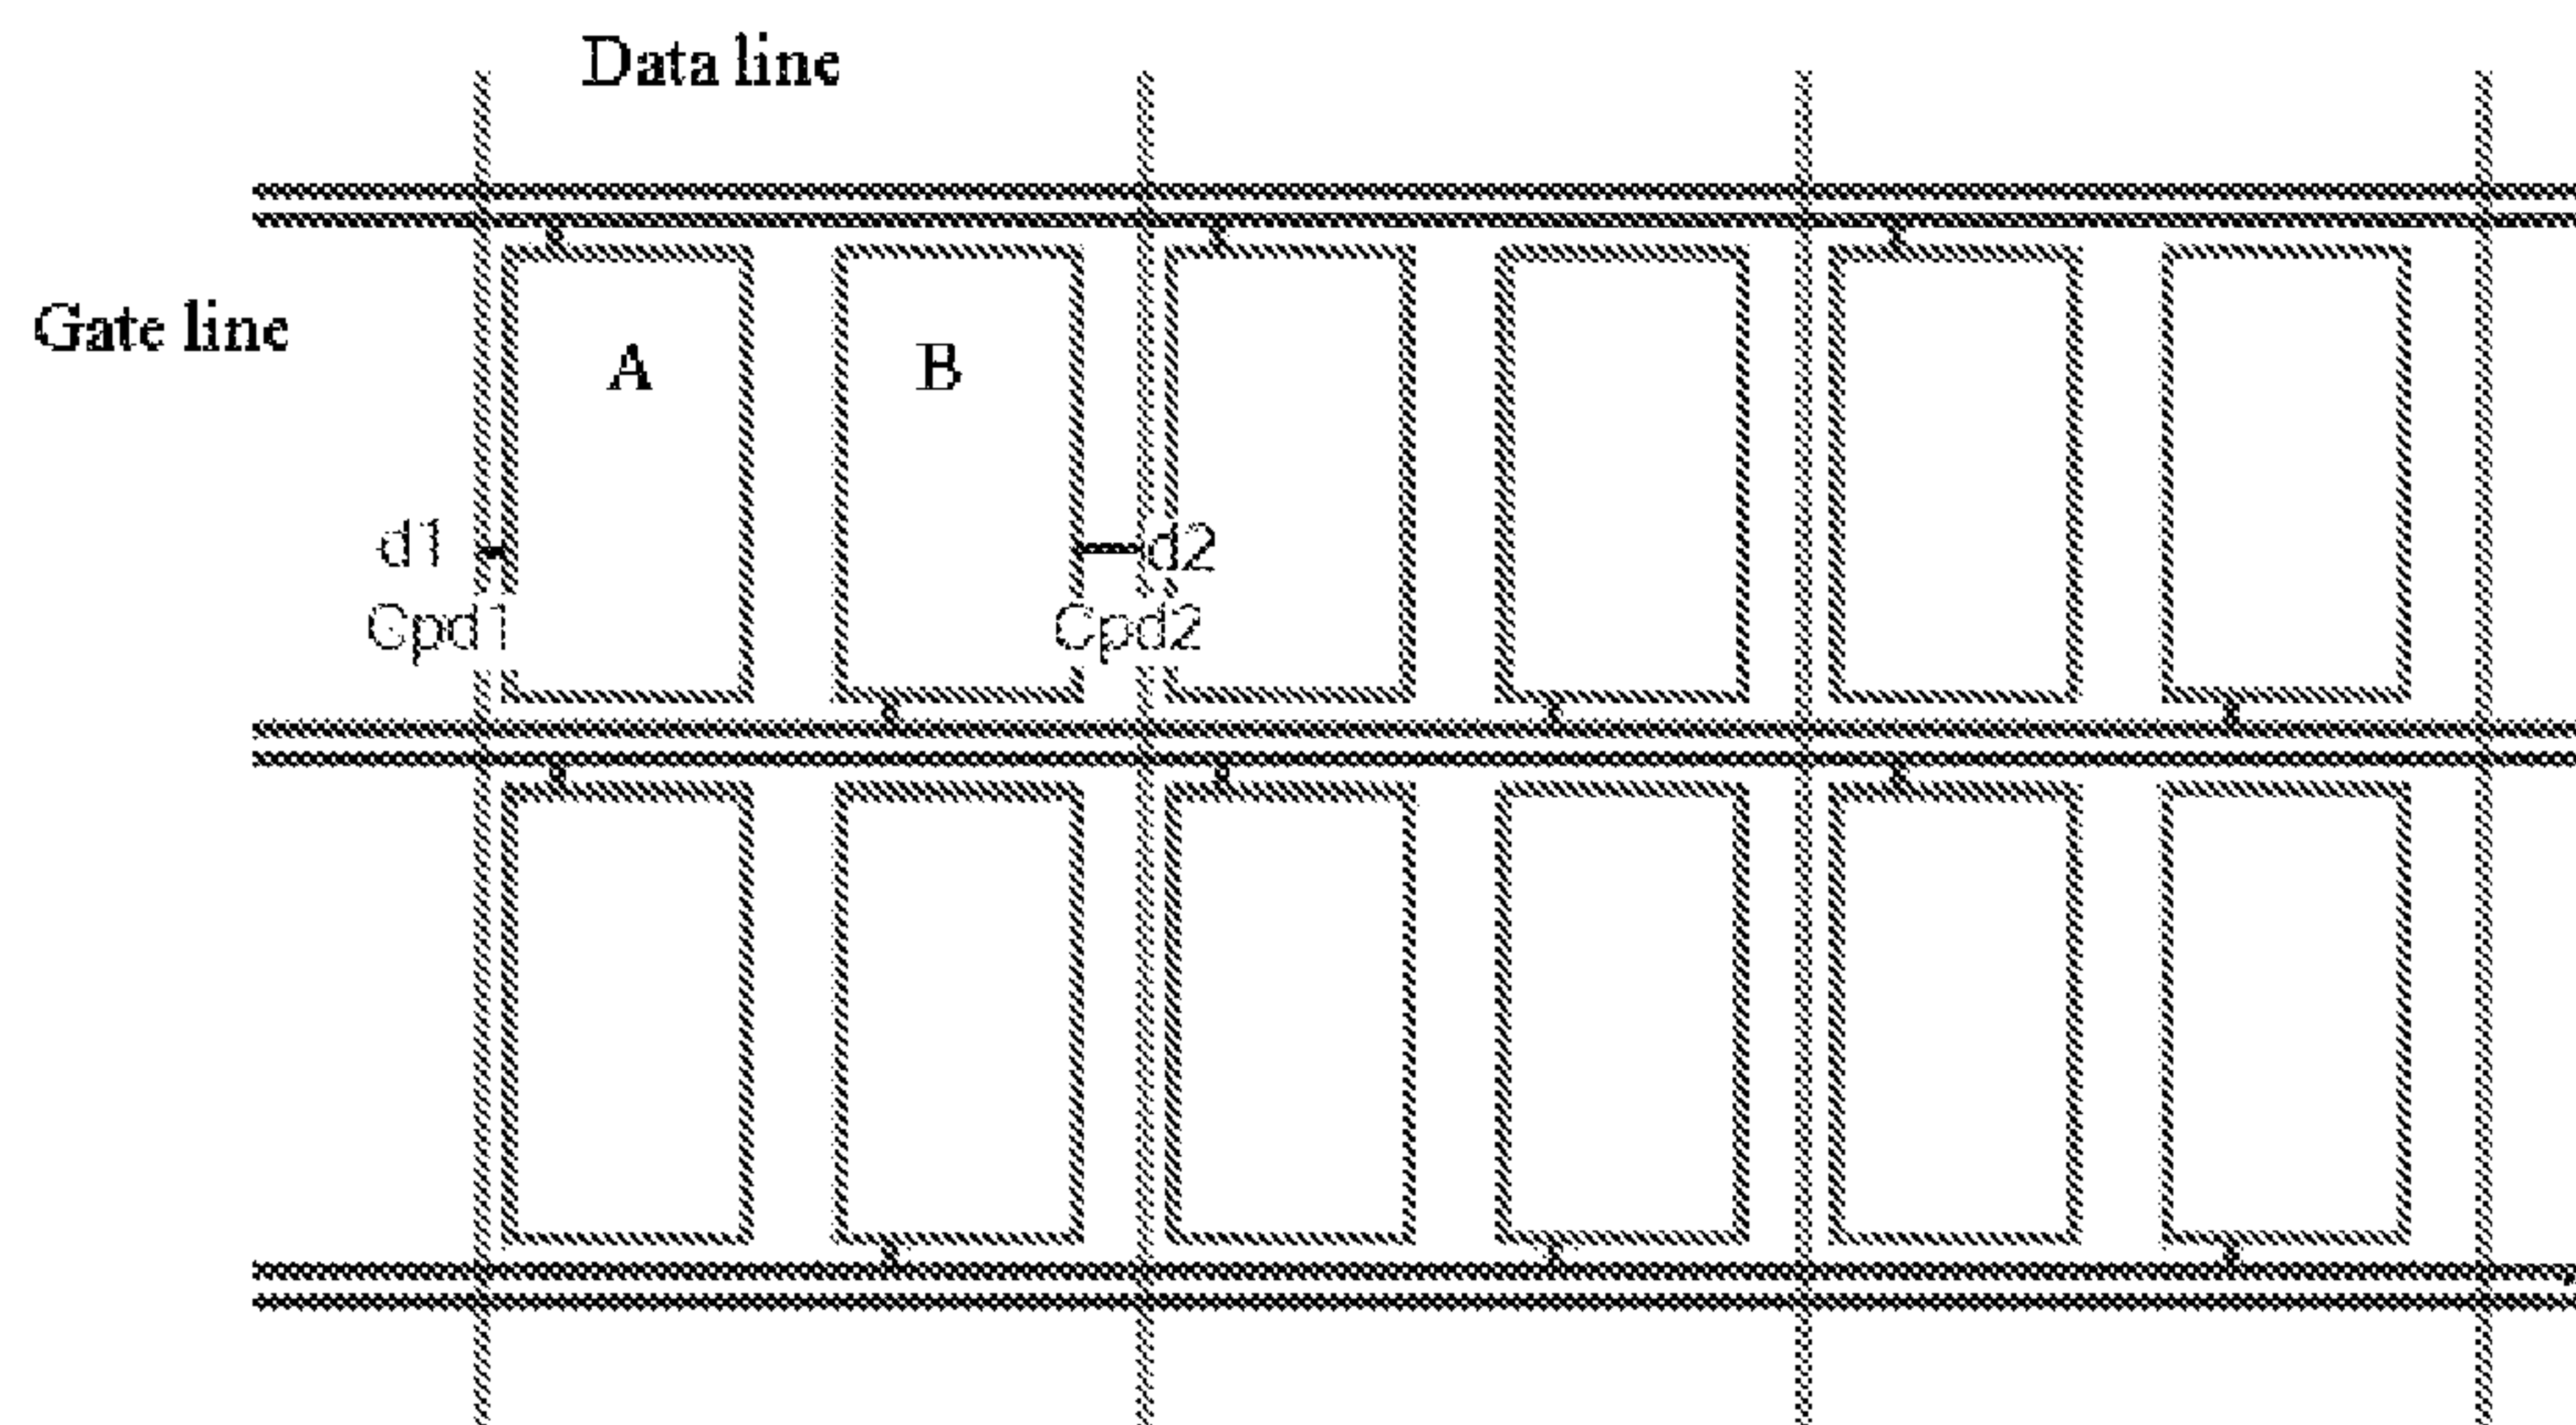 Data line
Gate line
A
B
d1
d2
Cpd1
Cpd2